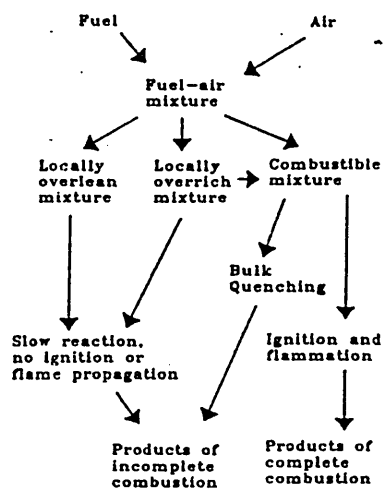 Fuel
Air
Fuel-air
mixture
Locally
overlean
mixture
Locally
overrich
mixture
Combustible
mixture
Bulk
Quenching
Slow reaction,
no ignition or
flame propagation
Ignition and
flammation
Products of
incomplete
combustion
Products of
complete
combustion